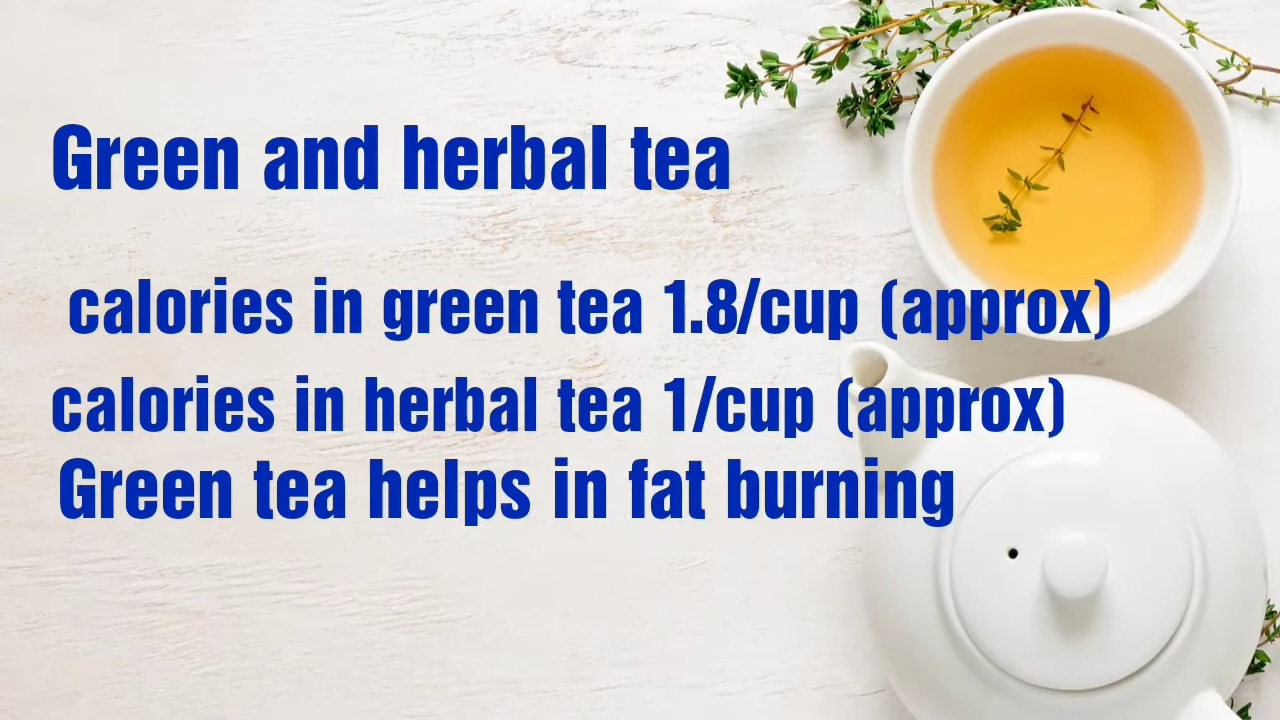 Green and herbal tea
calories in green tea 1.8/cup (approx)
calories in herbal tea 1/cup (approx)
Green tea helps in fat burning